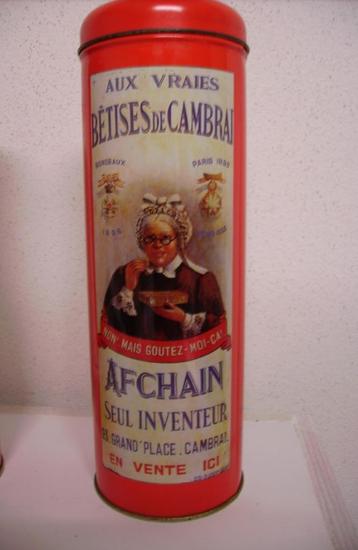 AUX VRAIES
BÊTISES DE CAMBRAI
BORDEAUX
PARIS
NON' MAIS GOUTEZ-MOI-ÇA!
AFCHAIN
SEUL INVENTEUR
GRAND' PLACE. CAMBRAI
EN VENTE ICI